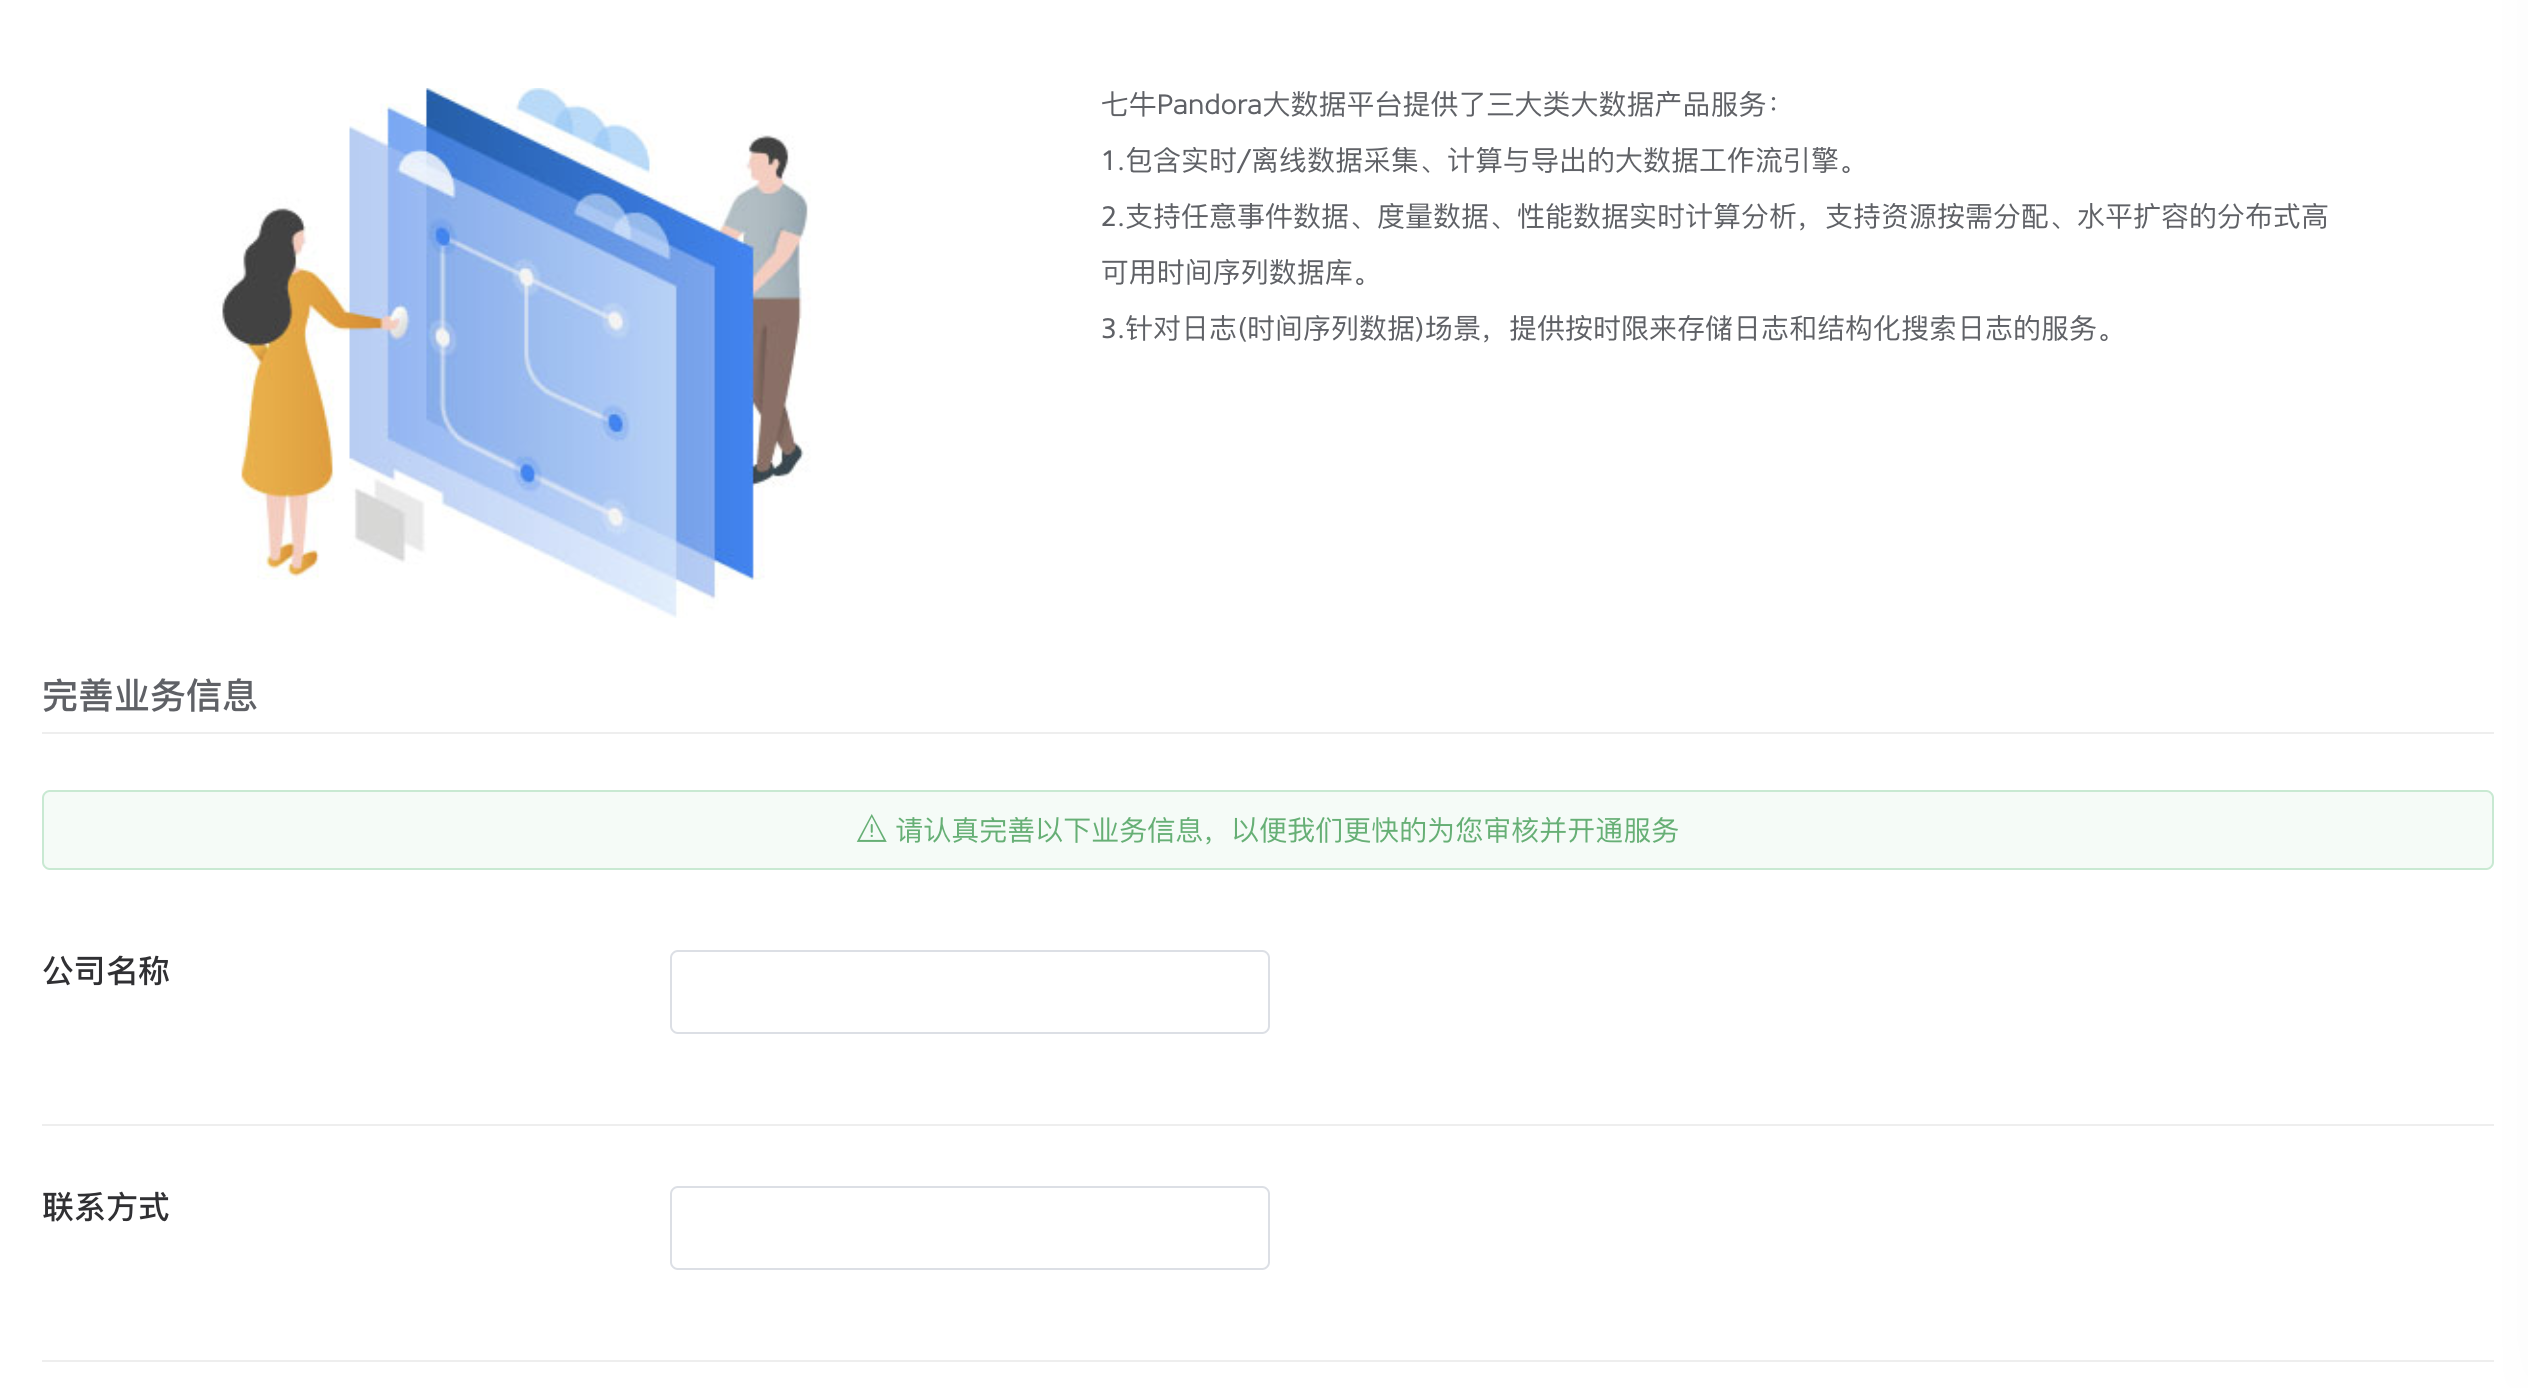 七牛Pandora大数据平台提供了三大类大数据产品服务：
1.包含实时/离线数据采集、计算与导出的大数据工作流引擎。
2.支持任意事件数据、度量数据、性能数据实时计算分析，支持资源按需分配、水平扩容的分布式高
可用时间序列数据库。
3.针对日志(时间序列数据)场景，提供按时限来存储日志和结构化搜索日志的服务。
完善业务信息
请认真完善以下业务信息，以便我们更快的为您审核并开通服务
公司名称
联系方式